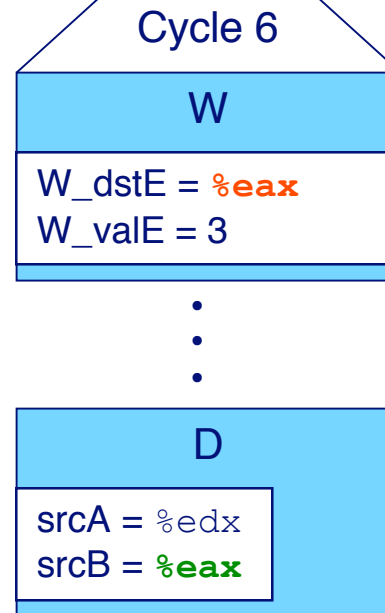 Cycle 6
W
W_dstE = %eax
W_valE = 3
•
•
•
D
srcA = %edx
srcB = %eax